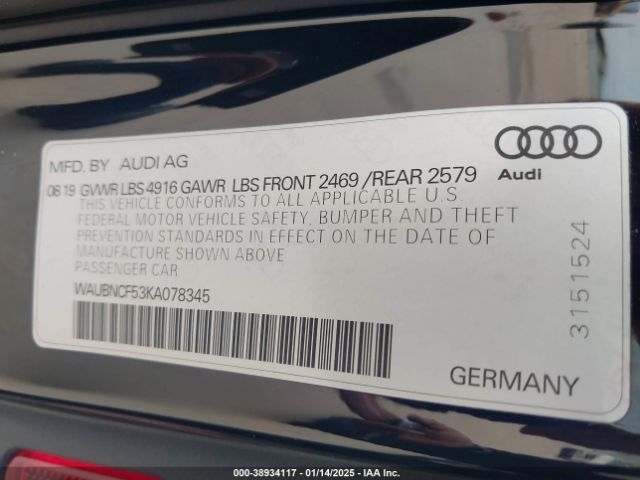 MFD. BY AUDI AG
08 19 GVWR LBS 4916 GAWR LBS FRONT 2469 /REAR 2579
THIS VEHICLE CONFORMS TO ALL APPLICABLE U.S.
FEDERAL MOTOR VEHICLE SAFETY, BUMPER AND THEFT
PREVENTION STANDARDS IN EFFECT ON THE DATE OF
MANUFACTURE SHOWN ABOVE
PASSENGER CAR
WAUBNCF53KA078345
Audi
3151524
GERMANY
000-38934117 - 01/14/2025 - IAA Inc.